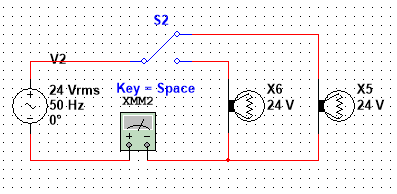 S2
V2
24 Vrms
50 Hz
0°
Key = Space
XMM2
X6
24 V
X5
24 V